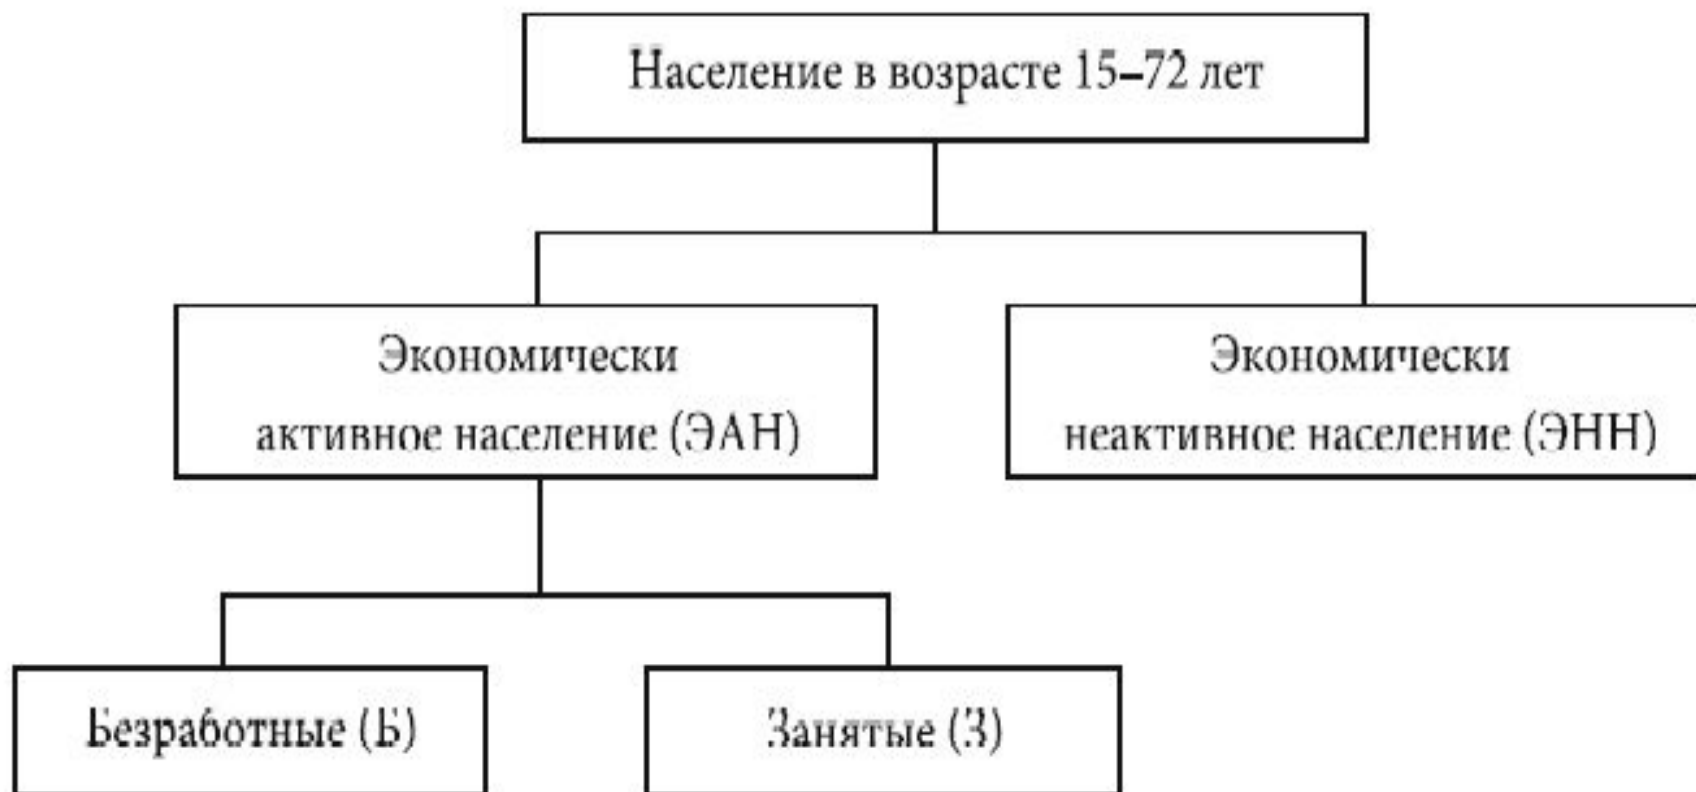 Население в возрасте 15–72 лет
Экономически
активное население (ЭАН)
Экономически
неактивное население (ЭНН)
Безработные (Б)
Занятые (З)